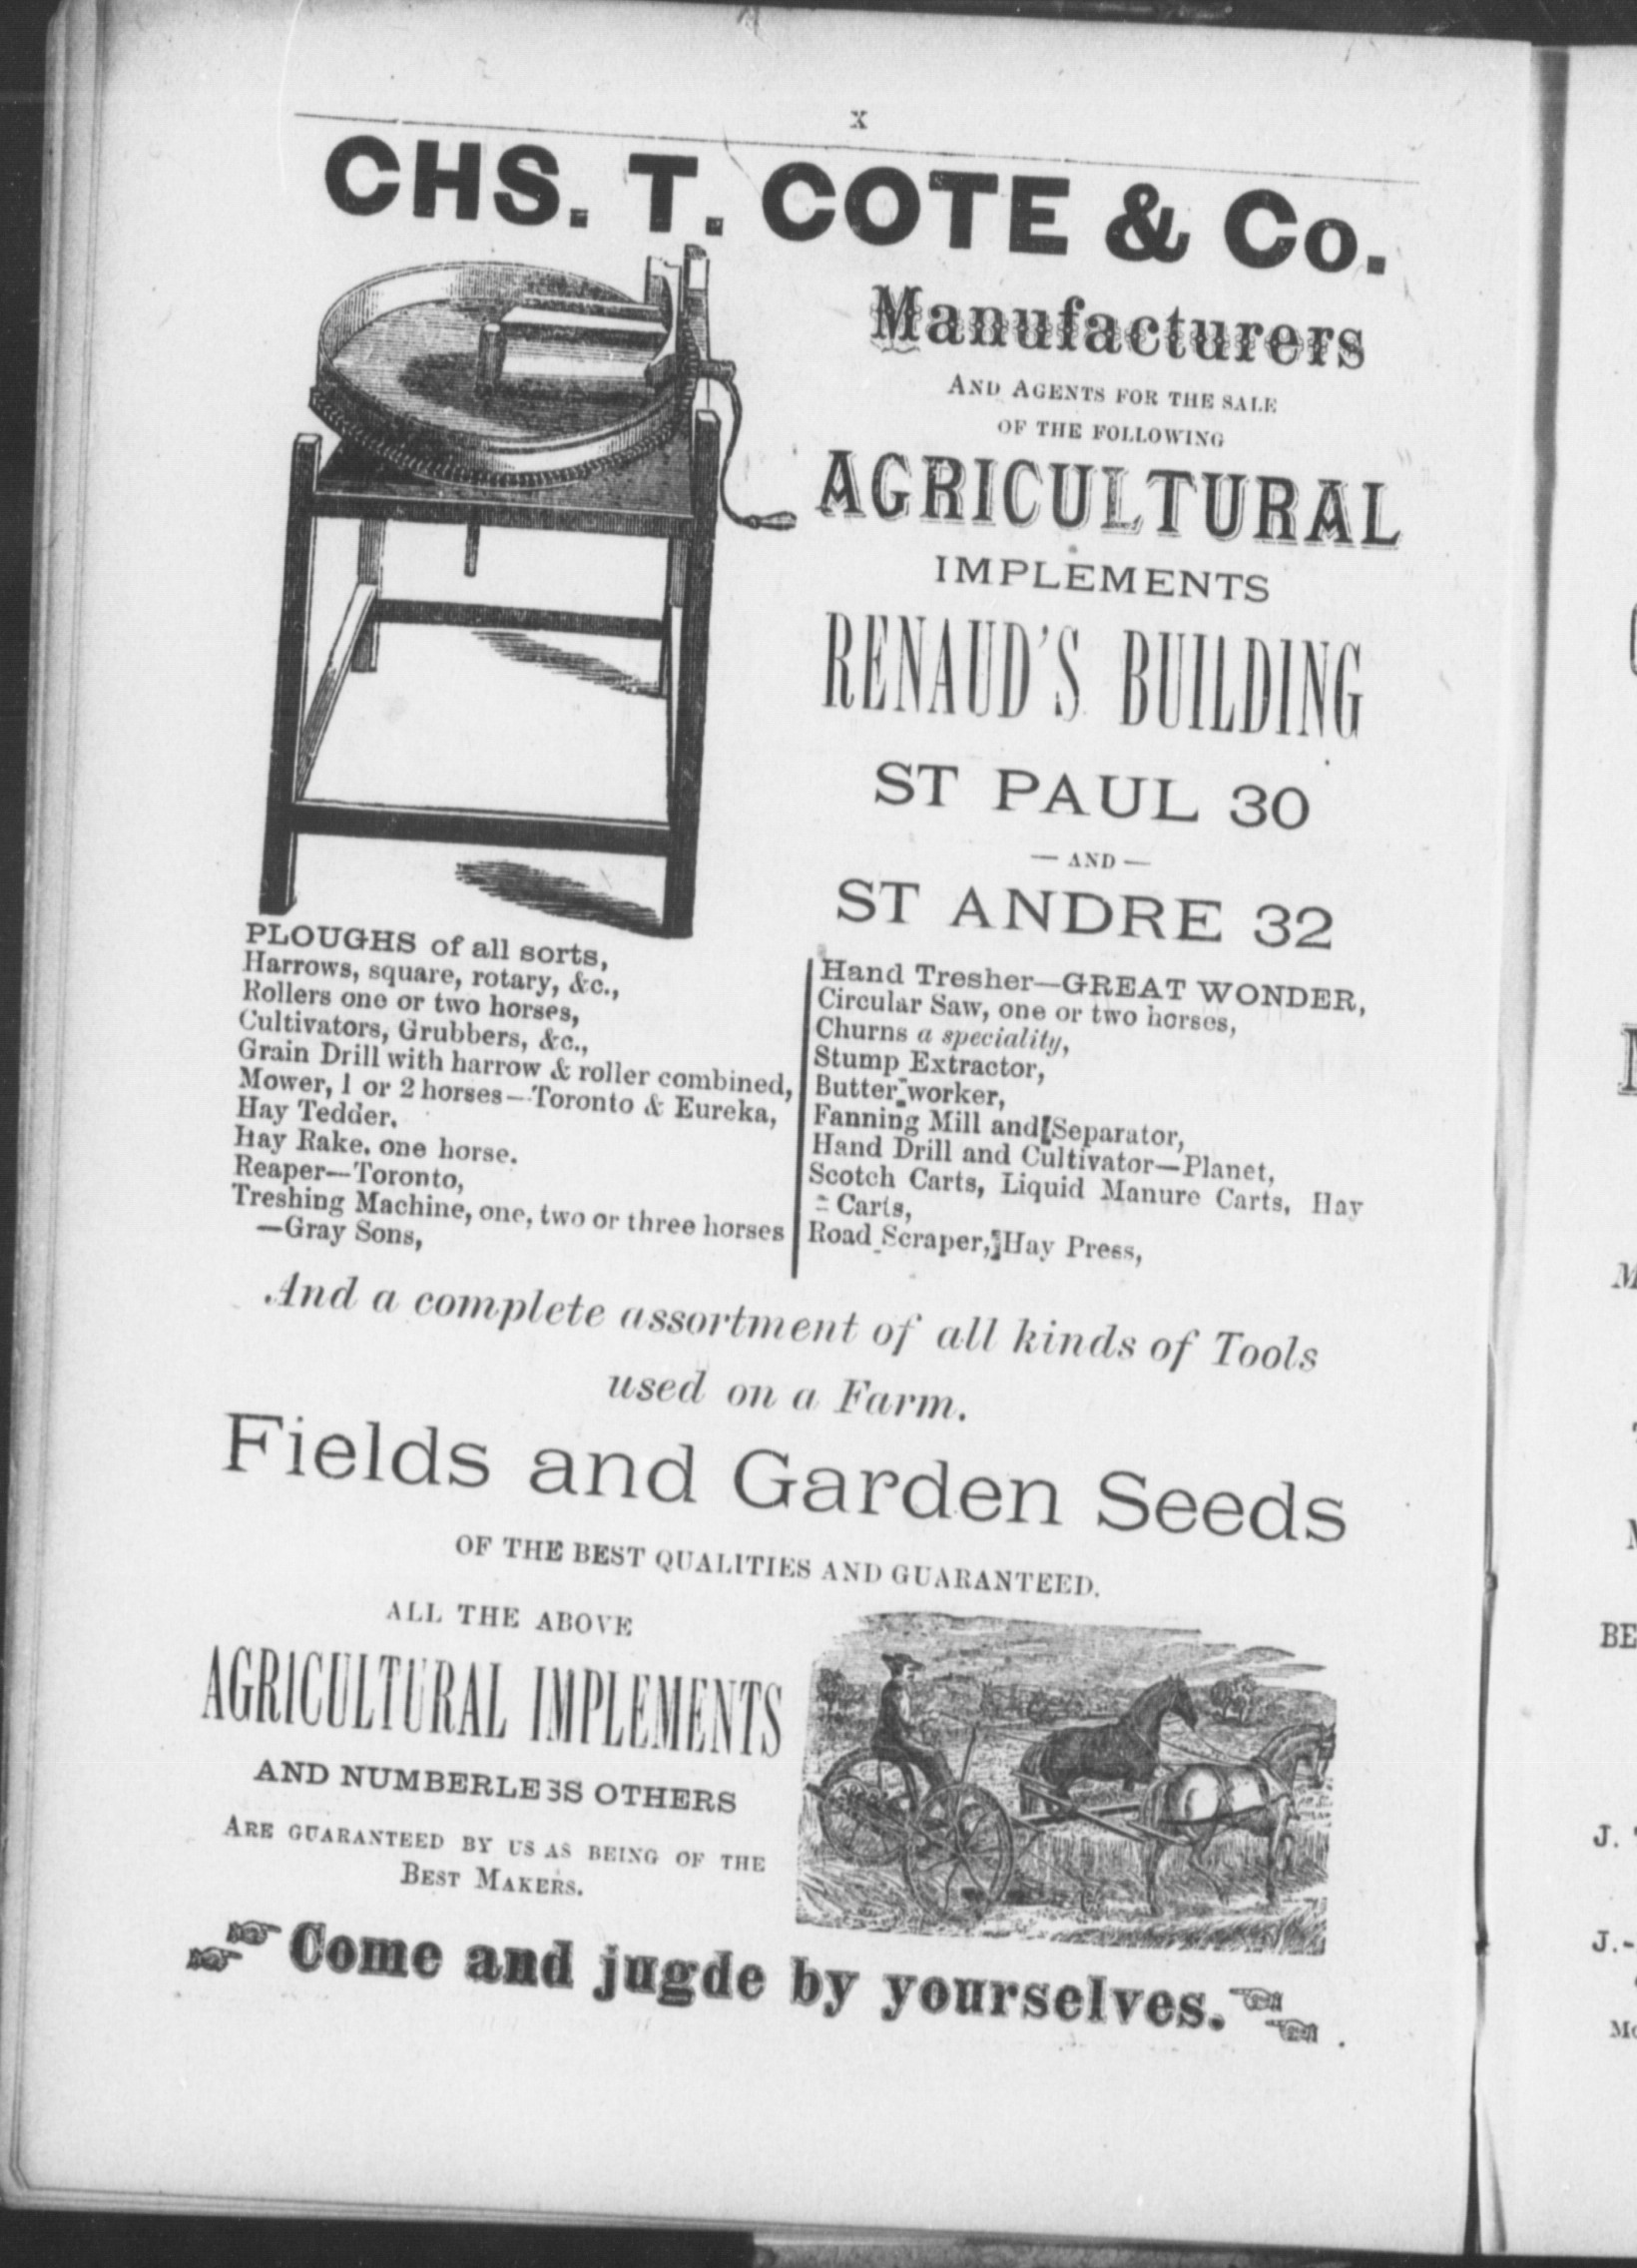 X
CHS. T. COTE & Co.
Manufacturers
AND AGENTS FOR THE SALE
OF THE FOLLOWING
AGRICULTURAL
IMPLEMENTS
RENAUD'S BUILDING
ST PAUL 30
— AND —
ST ANDRE 32
PLOUGHS of all sorts,
Harrows, square, rotary, &c.,
Rollers one or two horses,
Cultivators, Grubbers, &c.,
Grain Drill with harrow & roller combined,
Mower, 1 or 2 horses—Toronto & Eureka,
Hay Tedder.
Hay Rake, one horse.
Reaper—Toronto,
Treshing Machine, one, two or three horses
—Gray Sons,
Hand Tresher—GREAT WONDER,
Circular Saw, one or two horses,
Churns a speciality,
Stump Extractor,
Butter worker,
Fanning Mill and Separator,
Hand Drill and Cultivator—Planet,
Scotch Carts, Liquid Manure Carts, Hay
Carts,
Road Scraper, Hay Press,
And a complete assortment of all kinds of Tools
used on a Farm.
Fields and Garden Seeds
OF THE BEST QUALITIES AND GUARANTEED.
ALL THE ABOVE
AGRICULTURAL IMPLEMENTS
AND NUMBERLESS OTHERS
ARE GUARANTEED BY US AS BEING OF THE
BEST MAKERS.
Come and jugde by yourselves.
BE
J.
J.-